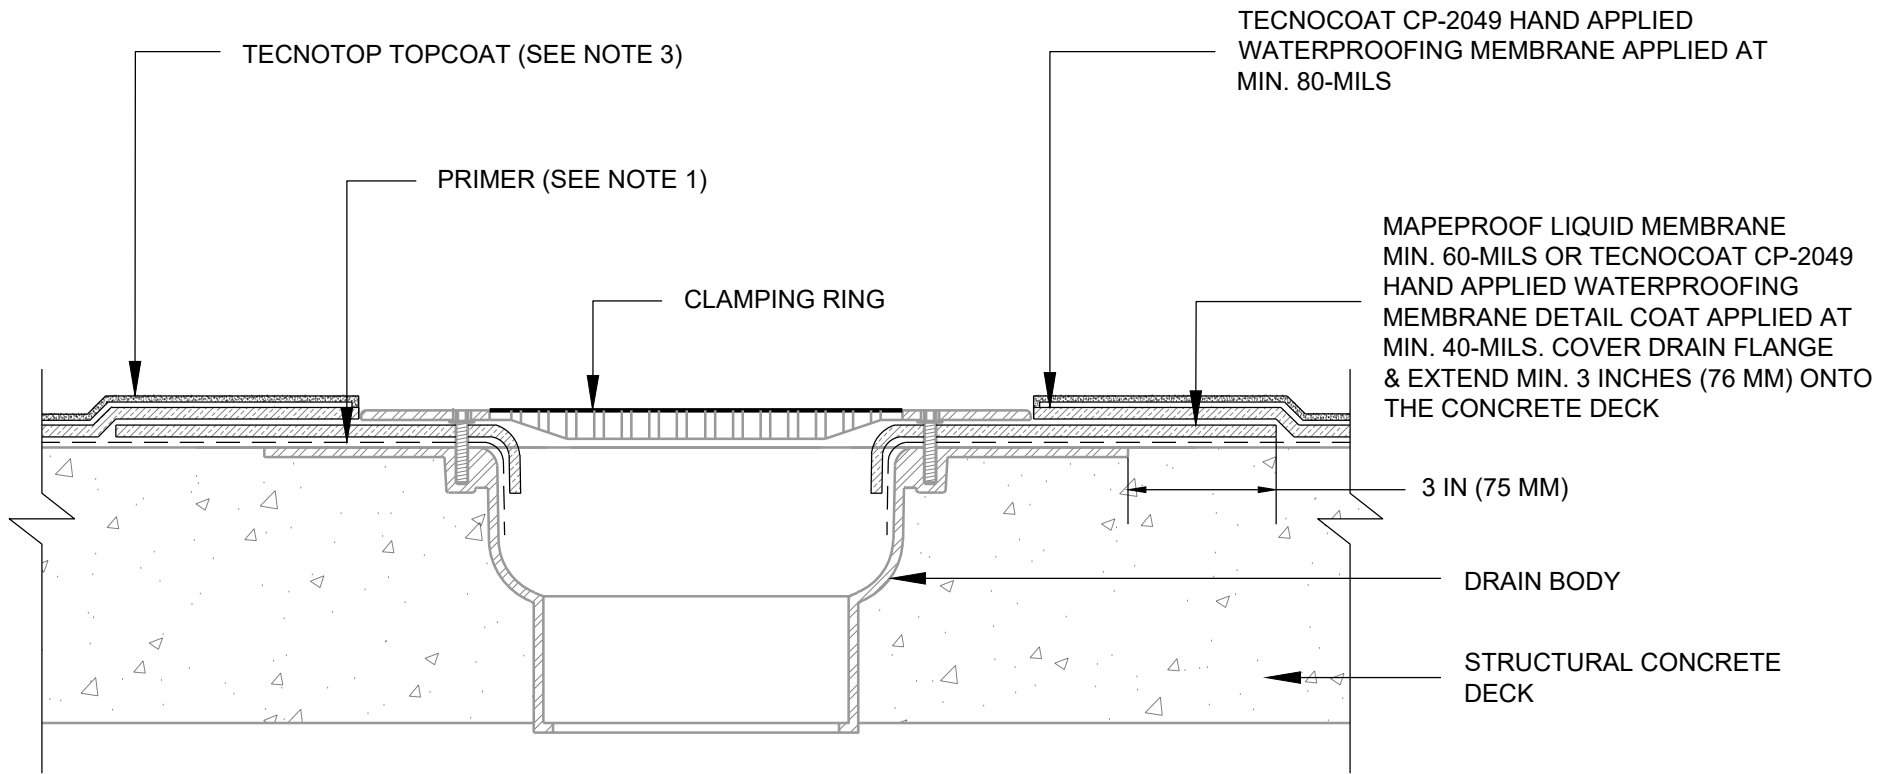 TECNOTOP TOPCOAT (SEE NOTE 3)
TECNOCOAT CP-2049 HAND APPLIED
WATERPROOFING MEMBRANE APPLIED AT
MIN. 80-MILS
PRIMER (SEE NOTE 1)
MAPEPROOF LIQUID MEMBRANE
MIN. 60-MILS OR TECNOCOAT CP-2049
HAND APPLIED WATERPROOFING
MEMBRANE DETAIL COAT APPLIED AT
MIN. 40-MILS. COVER DRAIN FLANGE
& EXTEND MIN. 3 INCHES (76 MM) ONTO
THE CONCRETE DECK
CLAMPING RING
3 IN (75 MM)
DRAIN BODY
STRUCTURAL CONCRETE
DECK